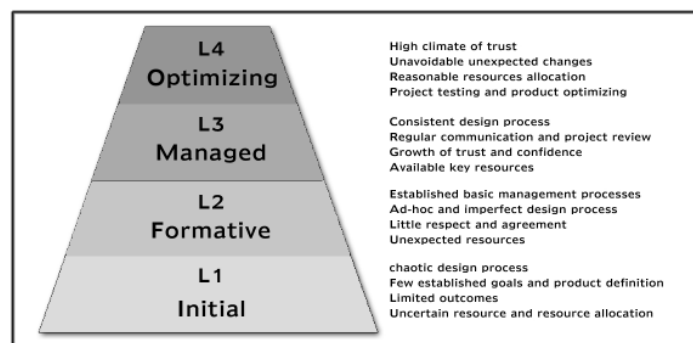 L4
Optimizing
High climate of trust
Unavoidable unexpected changes
Reasonable resources allocation
Project testing and product optimizing
L3
Managed
Consistent design process
Regular communication and project review
Growth of trust and confidence
Available key resources
L2
Formative
Established basic management processes
Ad-hoc and imperfect design process
Little respect and agreement
Unexpected resources
L1
Initial
chaotic design process
Few established goals and product definition
Limited outcomes
Uncertain resource and resource allocation